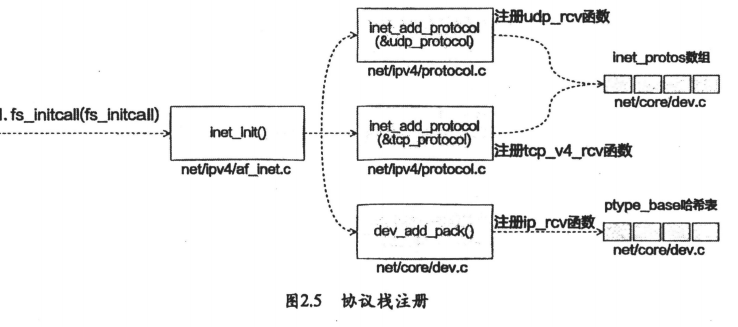 inet_add_protocol
(&udp_protocol)
注册udp_rcv函数
net/ipv4/protocol.c
inet_protos数组
net/core/dev.c
1. fs_initcall(fs_initcall)
inet_init()
net/ipv4/af_inet.c
inet_add_protocol
(&tcp_protocol)
注册tcp_v4_rcv函数
net/ipv4/protocol.c
dev_add_pack()
注册ip_rcv函数
net/core/dev.c
ptype_base哈希表
net/core/dev.c
图2.5 协议栈注册